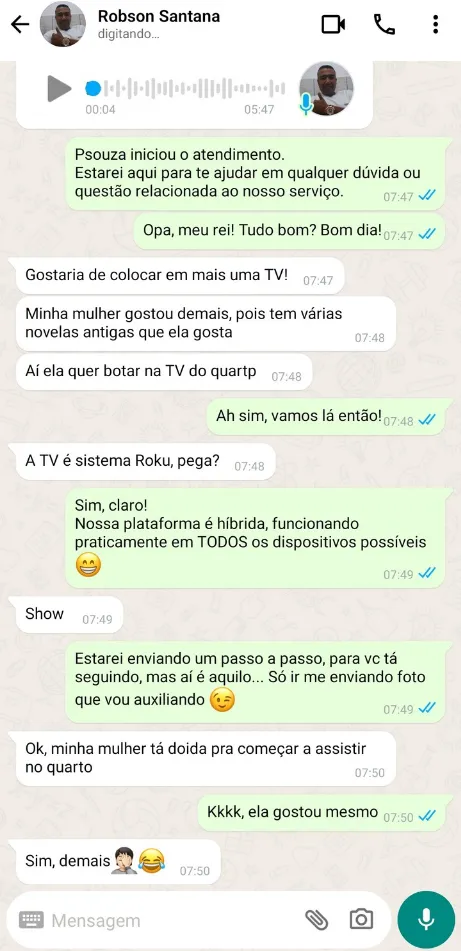 Robson Santana
digitando...
00:04 05:47
Psouza iniciou o atendimento.
Estarei aqui para te ajudar em qualquer dúvida ou
questão relacionada ao nosso serviço. 07:47
Opa, meu rei! Tudo bom? Bom dia! 07:47
Gostaria de colocar em mais uma TV! 07:47
Minha mulher gostou demais, pois tem várias
novelas antigas que ela gosta 07:48
Aí ela quer botar na TV do quartp 07:48
Ah sim, vamos lá então! 07:48
A TV é sistema Roku, pega? 07:48
Sim, claro!
Nossa plataforma é híbrida, funcionando
praticamente em TODOS os dispositivos possíveis
😁 07:49
Show 07:49
Estarei enviando um passo a passo, para vc tá
seguindo, mas aí é aquilo... Só ir me enviando foto
que vou auxiliando 😉 07:49
Ok, minha mulher tá doida pra começar a assistir
no quarto 07:50
Kkkk, ela gostou mesmo 07:50
Sim, demais 🤦🏻‍♂️😂 07:50
Mensagem